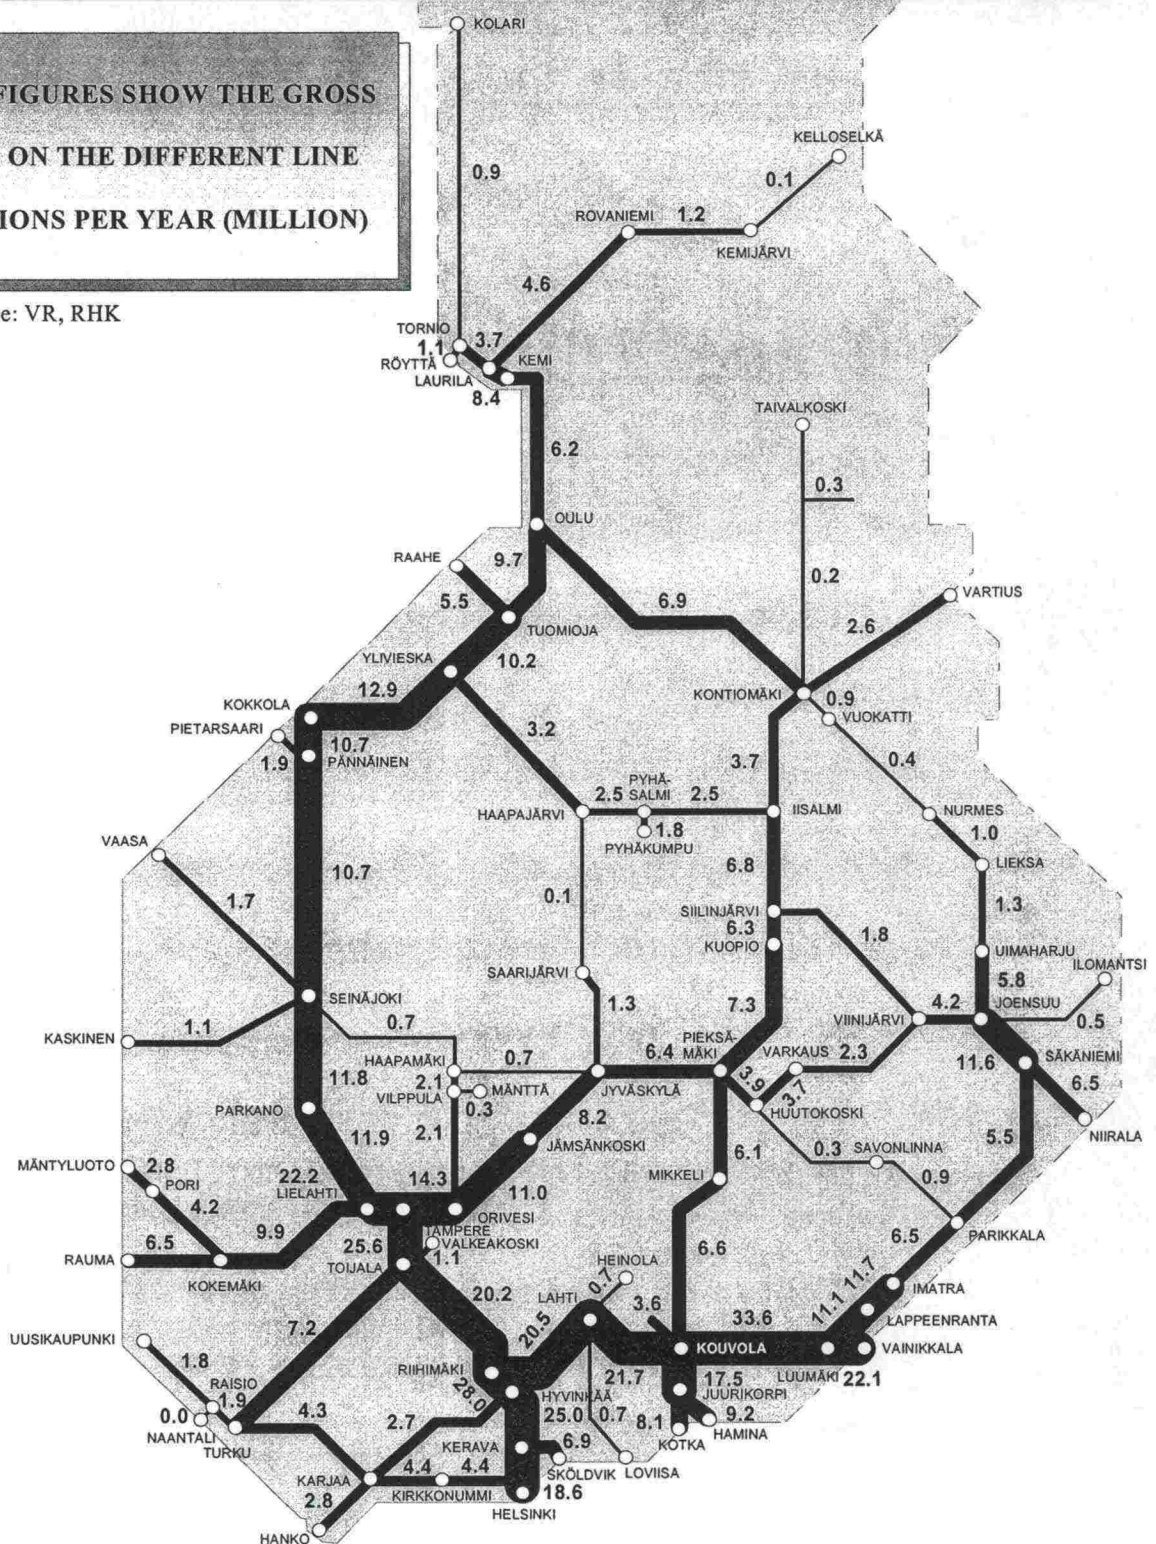 KOLARI
FIGURES SHOW THE GROSS
ON THE DIFFERENT LINE
IONS PER YEAR (MILLION)
e: VR, RHK
0.9
KELLOSELKÄ
0.1
ROVANIEMI
1.2
KEMIJÄRVI
4.6
TORNIO
3.7
1.1
RÖYTTÄ
KEMI
LAURILA
8.4
TAIVALKOSKI
6.2
0.3
OULU
RAAHE
9.7
5.5
0.2
6.9
VARTIUS
2.6
TUOMIOJA
YLIVIESKA
10.2
12.9
KONTIOMÄKI
0.9
VUOKATTI
KOKKOLA
PIETARSAARI
10.7
1.9
PÄNNÄINEN
3.2
3.7
0.4
PYHÄ-
SALMI
2.5
2.5
HAAPAJÄRVI
IISALMI
NURMES
1.8
PYHÄKUMPU
1.0
VAASA
LIEKSA
10.7
6.8
1.7
0.1
1.3
SIILINJÄRVI
6.3
KUOPIO
1.8
UIMAHARJU
ILOMANTSI
SAARIJÄRVI
5.8
SEINÄJOKI
1.3
7.3
4.2
JOENSUU
VIINIJÄRVI
0.5
KASKINEN
1.1
0.7
PIEKSÄ-
MÄKI
HAAPAMÄKI
0.7
6.4
VARKAUS
2.3
11.6
SÄKÄNIEMI
11.8
2.1
MÄNTTÄ
JYVÄSKYLÄ
3.9
3.7
6.5
VILPPULA
0.3
HUUTOKOSKI
PARKANO
8.2
NIIRALA
11.9
2.1
JÄMSÄNKOSKI
5.5
0.3
SAVONLINNA
MÄNTYLUOTO
2.8
22.2
14.3
11.0
MIKKELI
6.1
0.9
PORI
LIELAHTI
4.2
ORIVESI
TAMPERE
9.9
VALKEAKOSKI
PARIKKALA
RAUMA
6.5
25.6
1.1
6.6
6.5
KOKEMÄKI
TOIJALA
HEINOLA
0.7
11.7
IMATRA
20.2
LAHTI
3.6
33.6
11.1
LAPPEENRANTA
7.2
20.5
UUSIKAUPUNKI
KOUVOLA
VAINIKKALA
1.8
RIIHIMÄKI
21.7
LUUMÄKI
22.1
RAISIO
28.0
HYVINKÄÄ
17.5
JUURIKORPI
1.9
0.0
4.3
2.7
25.0
0.7
8.1
9.2
NAANTALI
HAMINA
TURKU
KERAVA
6.9
KOTKA
KARJAA
4.4
4.4
SKÖLDVIK
LOVIISA
2.8
KIRKKONUMMI
18.6
HELSINKI
HANKO